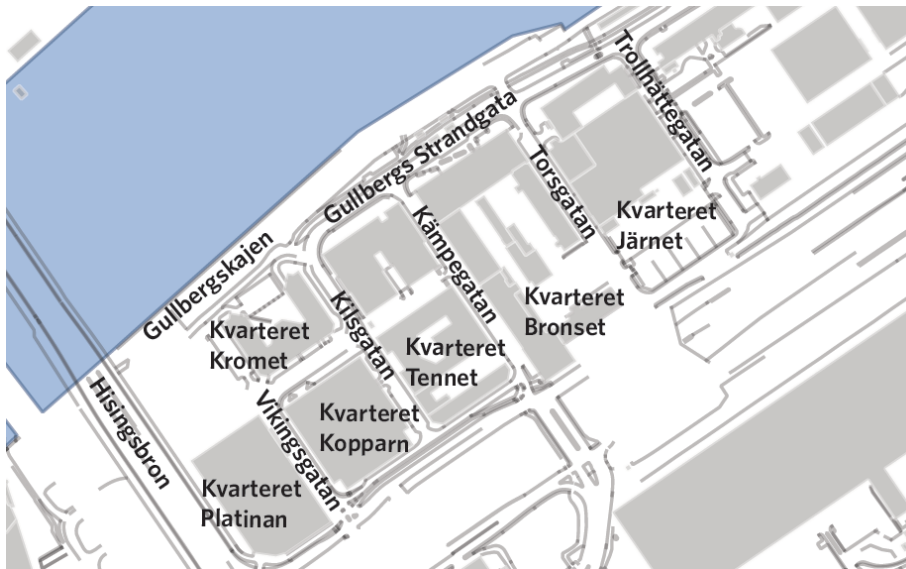 Trollhättegatan
Gullbergs Strandgata
Torsgatan
Kvarteret
Järnet
Kämpegatan
Gullbergskajen
Kilsgatan
Kvarteret
Bronset
Kvarteret
Kromet
Kvarteret
Tennet
Hisingsbron
Vikingsgatan
Kvarteret
Kopparn
Kvarteret
Platinan